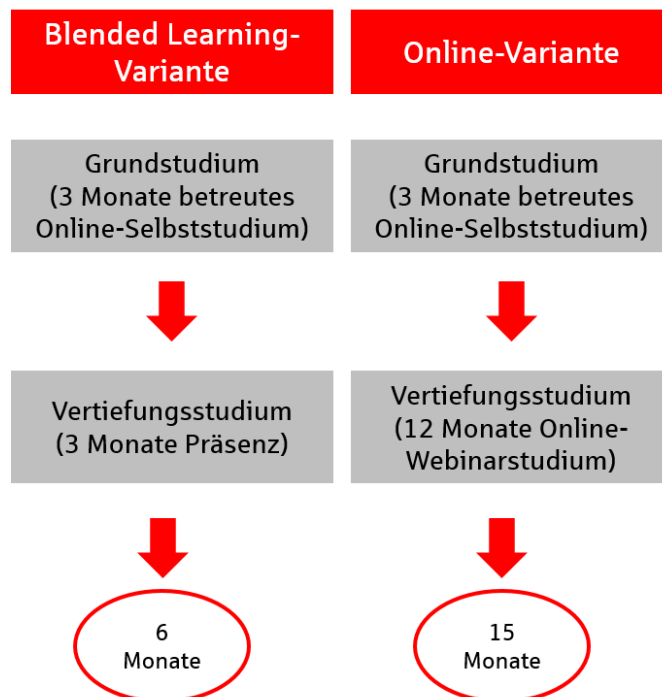 Blended Learning-
Variante
Grundstudium
(3 Monate betreutes
Online-Selbststudium)
Vertiefungsstudium
(3 Monate Präsenz)
6
Monate
Online-Variante
Grundstudium
(3 Monate betreutes
Online-Selbststudium)
Vertiefungsstudium
(12 Monate Online-
Webinarstudium)
15
Monate